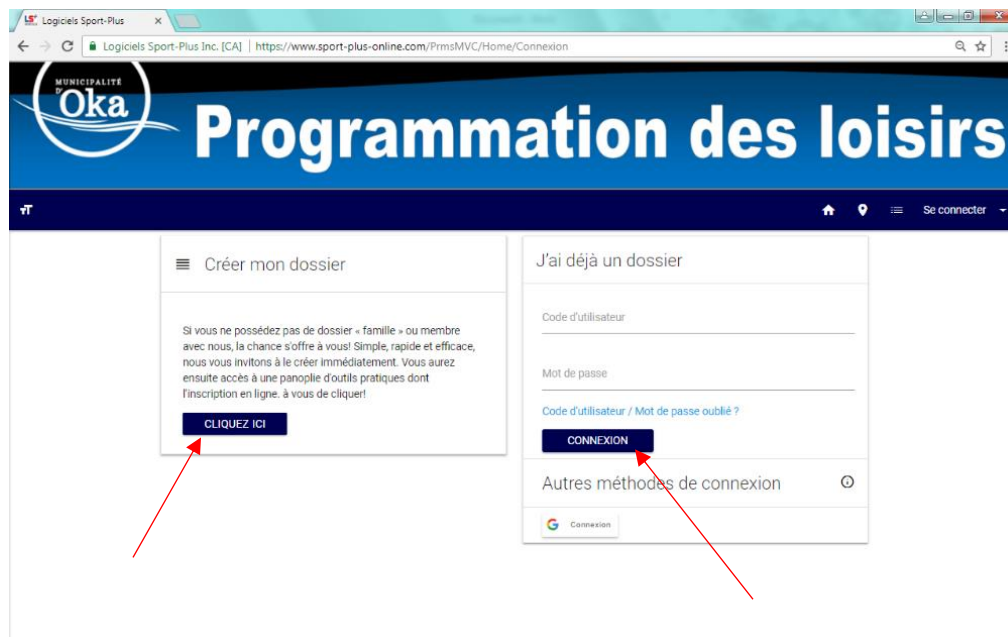 Logiciels Sport-Plus
Logiciels Sport-Plus Inc. [CA] | https://www.sport-plus-online.com/PrmsMVC/Home/Connexion
MUNICIPALITÉ
D'
Oka
Programmation des loisirs
Se connecter
Créer mon dossier
Si vous ne possédez pas de dossier « famille » ou membre
avec nous, la chance s'offre à vous! Simple, rapide et efficace,
nous vous invitons à le créer immédiatement. Vous aurez
ensuite accès à une panoplie d'outils pratiques dont
l'inscription en ligne. à vous de cliquer!
CLIQUEZ ICI
J'ai déjà un dossier
Code d'utilisateur
Mot de passe
Code d'utilisateur / Mot de passe oublié ?
CONNEXION
Autres méthodes de connexion
Connexion